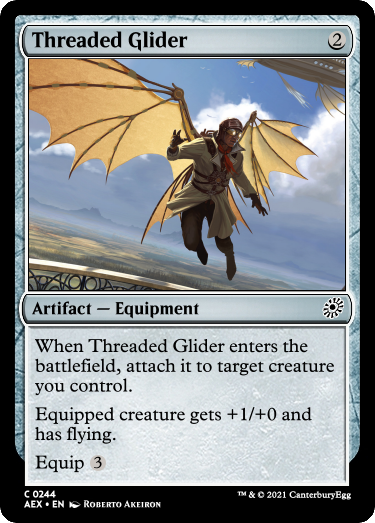 Threaded Glider 2
Artifact — Equipment
When Threaded Glider enters the
battlefield, attach it to target creature
you control.
Equipped creature gets +1/+0 and
has flying.
Equip 3
C 0244
AEX • EN Roberto Akeiron
™ & © 2021 CanterburyEgg